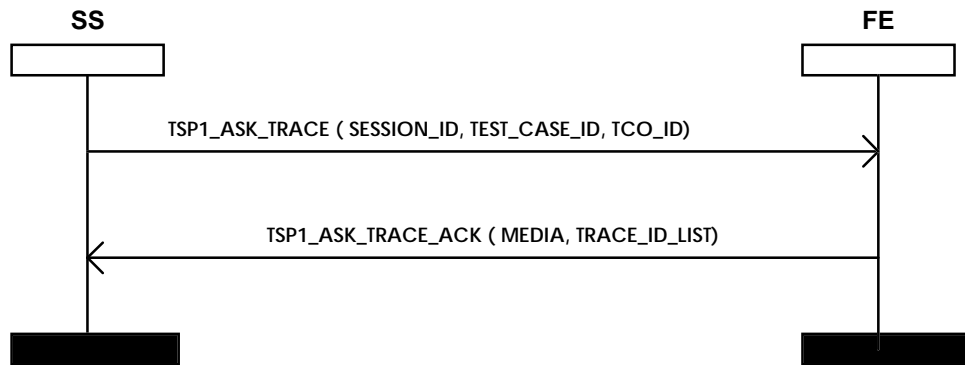 SS FE
TSP1_ASK_TRACE ( SESSION_ID, TEST_CASE_ID, TCO_ID)
TSP1_ASK_TRACE_ACK ( MEDIA, TRACE_ID_LIST)